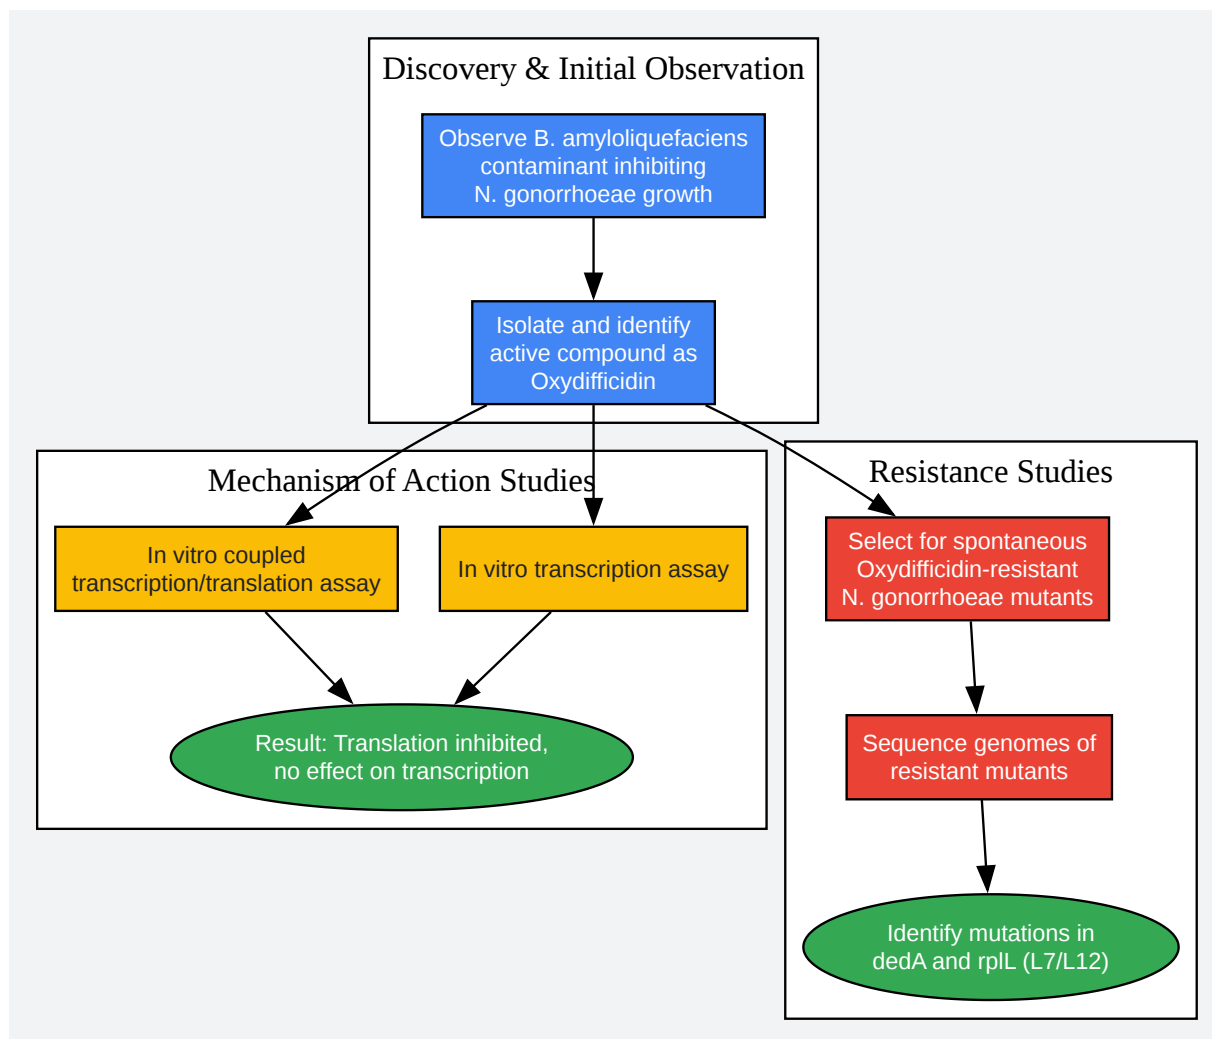 Discovery & Initial Observation
Observe B. amyloliquefaciens
contaminant inhibiting
N. gonorrhoeae growth
Isolate and identify
active compound as
Oxydifficidin
Mechanism of Action Studies
In vitro coupled
transcription/translation assay
In vitro transcription assay
Result: Translation inhibited,
no effect on transcription
Resistance Studies
Select for spontaneous
Oxydifficidin-resistant
N. gonorrhoeae mutants
Sequence genomes of
resistant mutants
Identify mutations in
dedA and rplL (L7/L12)